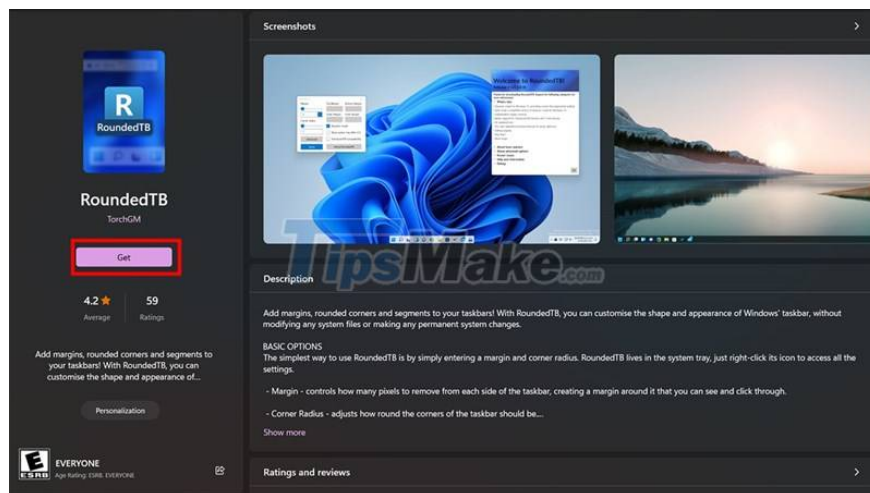 R
RoundedTB
RoundedTB
TorchGM
Get
4.2
59
Average
Ratings
Add margins, rounded corners and segments to
your taskbars! With RoundedTB, you can
customise the shape and appearance of...
Personalization
E
ESRB
EVERYONE
Age Rating: ESRB. EVERYONE
Screenshots
Welcome to RoundedTB!
TipsMake.com
Description
Add margins, rounded corners and segments to your taskbars! With RoundedTB, you can customise the shape and appearance of Windows' taskbar, without
modifying any system files or making any permanent system changes.
BASIC OPTIONS
The simplest way to use RoundedTB is by simply entering a margin and corner radius. RoundedTB lives in the system tray, just right-click its icon to access all the
settings.
- Margin - controls how many pixels to remove from each side of the taskbar, creating a margin around it that you can see and click through.
- Corner Radius - adjusts how round the corners of the taskbar should be....
Show more
Ratings and reviews